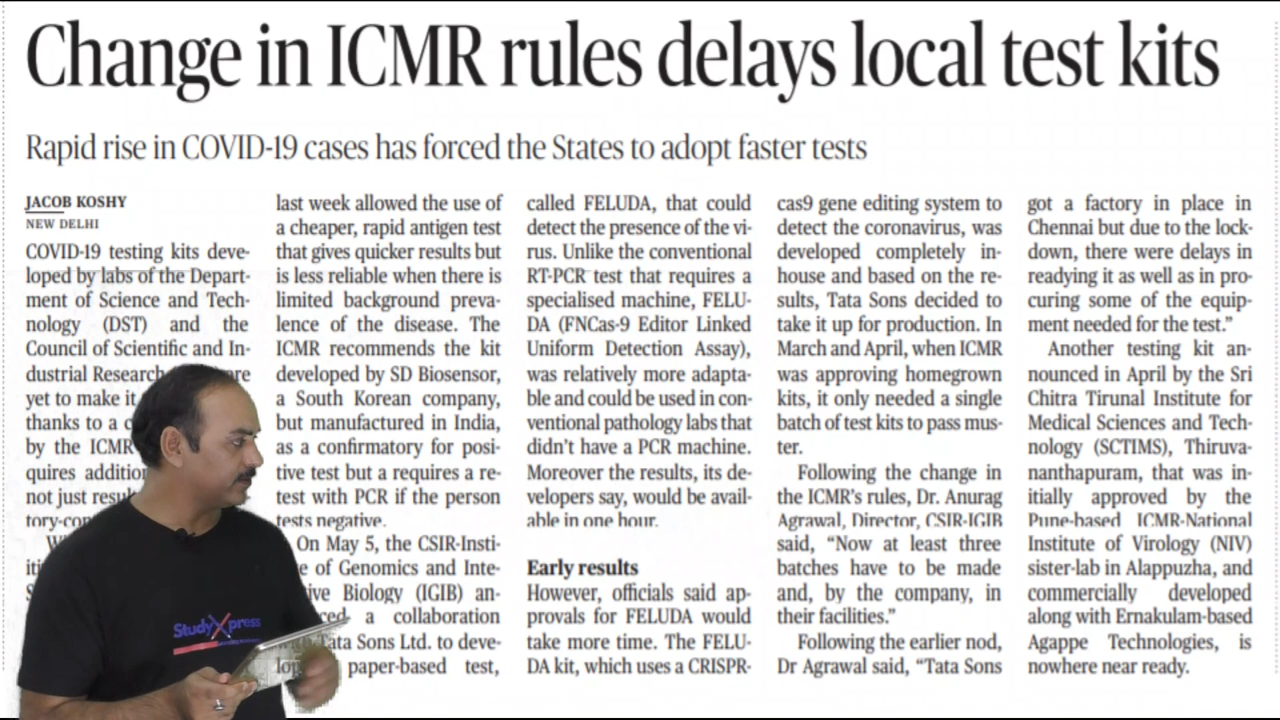 Change in ICMR rules delays local test kits
Rapid rise in COVID-19 cases has forced the States to adopt faster tests
JACOB KOSHY
NEW DELHI
COVID-19 testing kits deve-
loped by labs of the Depart-
ment of Science and Tech-
nology (DST) and the
Council of Scientific and In-
dustrial Research are
yet to make it
thanks to a
by the ICMR
quires
not just
last week allowed the use of
a cheaper, rapid antigen test
that gives quicker results but
is less reliable when there is
limited background preva-
lence of the disease. The
ICMR recommends the kit
developed by SD Biosensor,
a South Korean company,
but manufactured in India,
as a confirmatory for posi-
tive test but a requires a re-
test with PCR if the person
tests negative.
On May 5, the CSIR-Insti-
of Genomics and Inte-
Biology (IGIB) an-
a collaboration
Tata Sons Ltd. to deve-
paper-based test,
called FELUDA, that could
detect the presence of the vi-
rus. Unlike the conventional
RT-PCR test that requires a
specialised machine, FELU-
DA (FNCas-9 Editor Linked
Uniform Detection Assay),
was relatively more adapta-
ble and could be used in con-
ventional pathology labs that
didn't have a PCR machine.
Moreover the results, its de-
velopers say, would be avail-
able in one hour.
Early results
However, officials said ap-
provals for FELUDA would
take more time. The FELU-
DA kit, which uses a CRISPR-
cas9 gene editing system to
detect the coronavirus, was
developed completely in-
house and based on the re-
sults, Tata Sons decided to
take it up for production. In
March and April, when ICMR
was approving homegrown
kits, it only needed a single
batch of test kits to pass mus-
ter.
Following the change in
the ICMR's rules, Dr. Anurag
Agrawal, Director, CSIR-IGIB
said, “Now at least three
batches have to be made
and, by the company, in
their facilities.”
Following the earlier nod,
Dr Agrawal said, “Tata Sons
got a factory in place in
Chennai but due to the lock-
down, there were delays in
readying it as well as in pro-
curing some of the equip-
ment needed for the test.”
Another testing kit an-
nounced in April by the Sri
Chitra Tirunal Institute for
Medical Sciences and Tech-
nology (SCTIMS), Thiruva-
nanthapuram, that was in-
itially approved by the
Pune-based ICMR-National
Institute of Virology (NIV)
sister-lab in Alappuzha, and
commercially developed
along with Ernakulam-based
Agappe Technologies, is
nowhere near ready.
StudyXpress